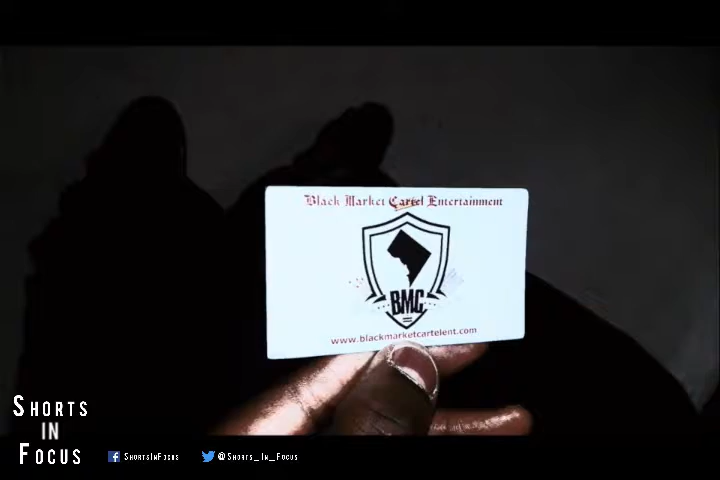 Black Market Cartel Entertainment
BMC
www.blackmarketcartelent.com
SHORTS
IN
FOCUS
f ShortsInFocus
@Shorts_In_Focus